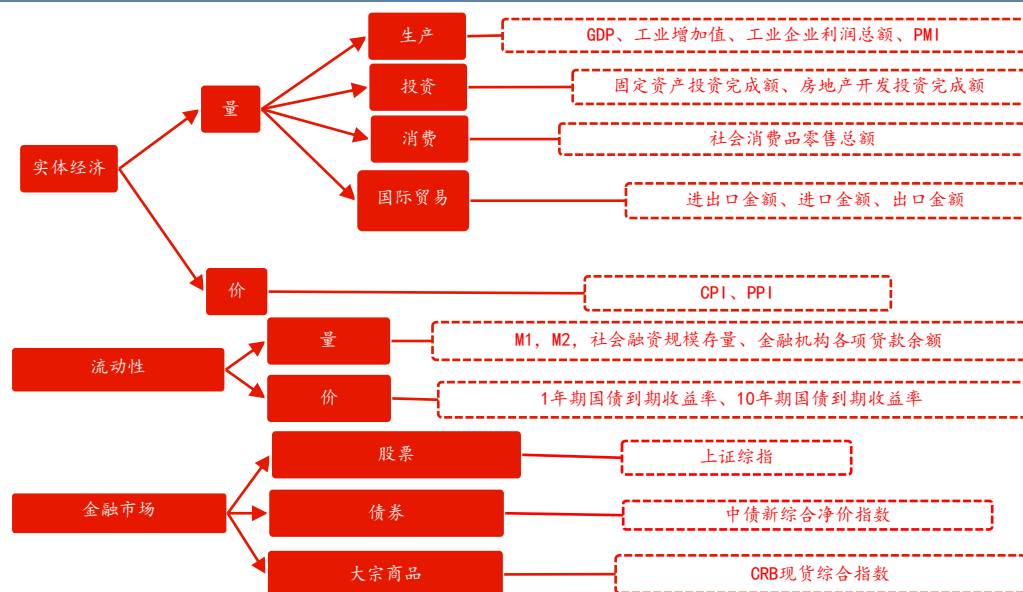 生产
GDP、工业增加值、工业企业利润总额、PMI
投资
固定资产投资完成额、房地产开发投资完成额
量
消费
社会消费品零售总额
实体经济
国际贸易
进出口金额、进口金额、出口金额
价
CPI、PPI
量
M1, M2, 社会融资规模存量、金融机构各项贷款余额
流动性
价
1年期国债到期收益率、10年期国债到期收益率
股票
上证综指
金融市场
债券
中债新综合净价指数
大宗商品
CRB现货综合指数